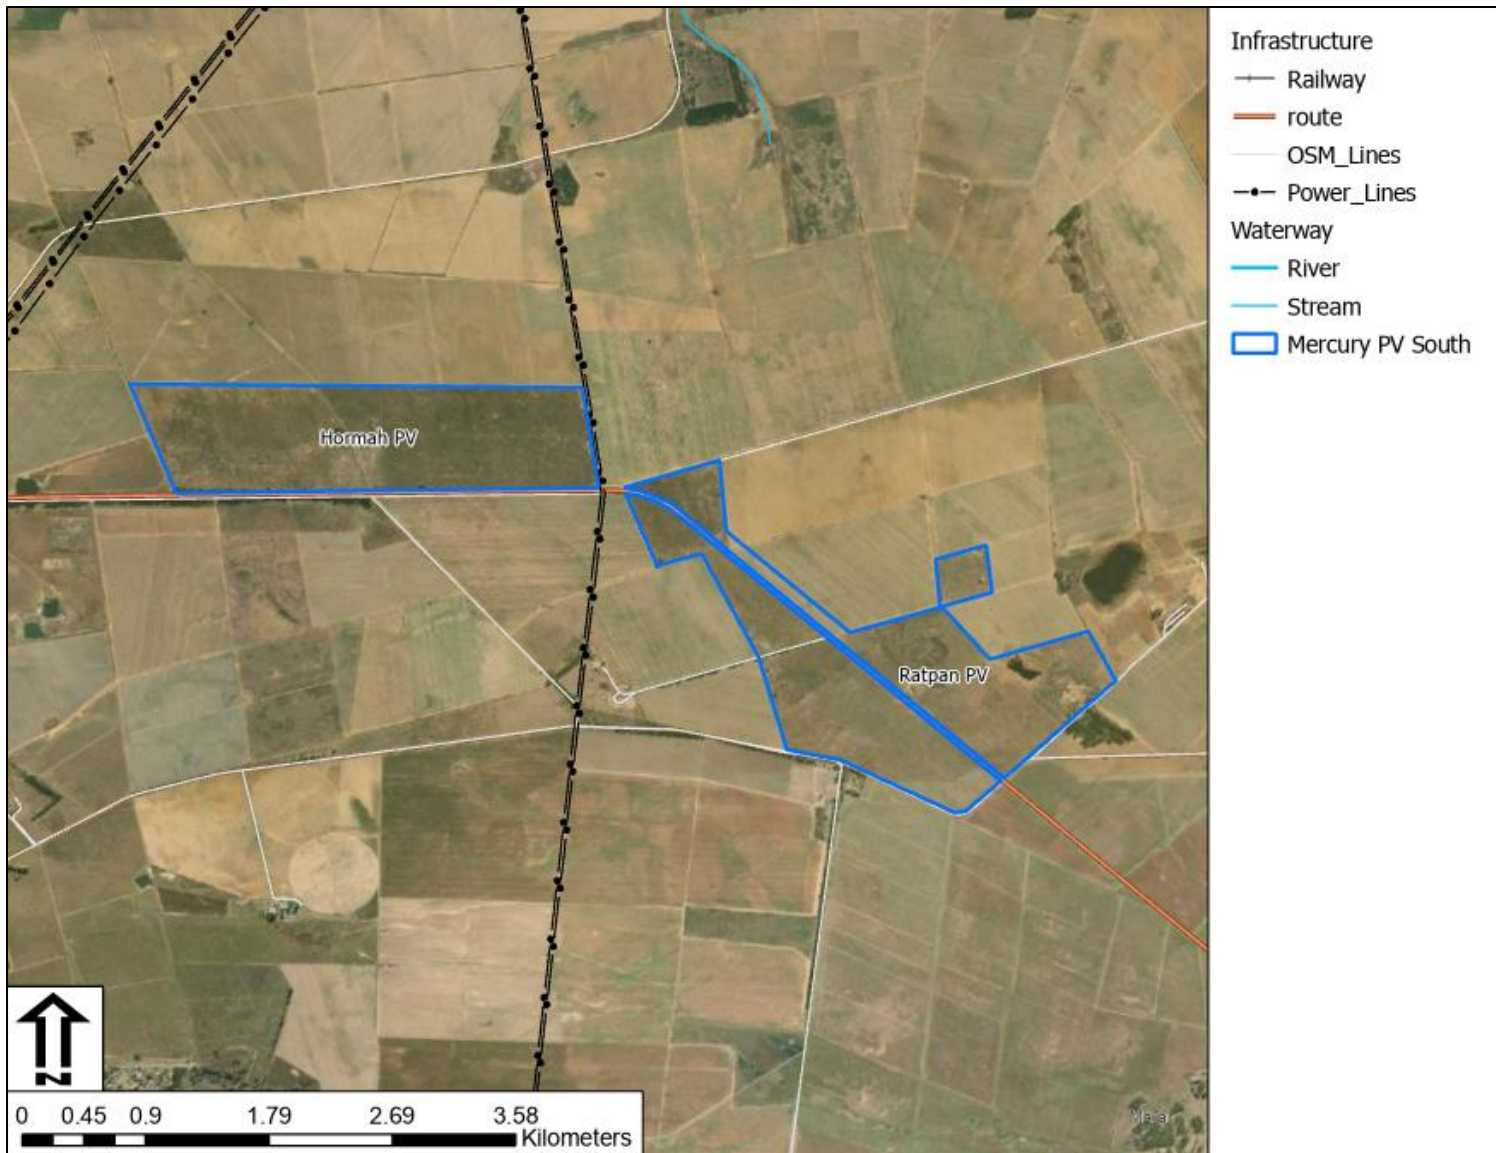 Infrastructure
Railway
route
OSM_Lines
Power_Lines
Waterway
River
Stream
Mercury PV South
Hormah PV
Ratpan PV
N
0 0.45 0.9 1.79 2.69 3.58
Kilometers